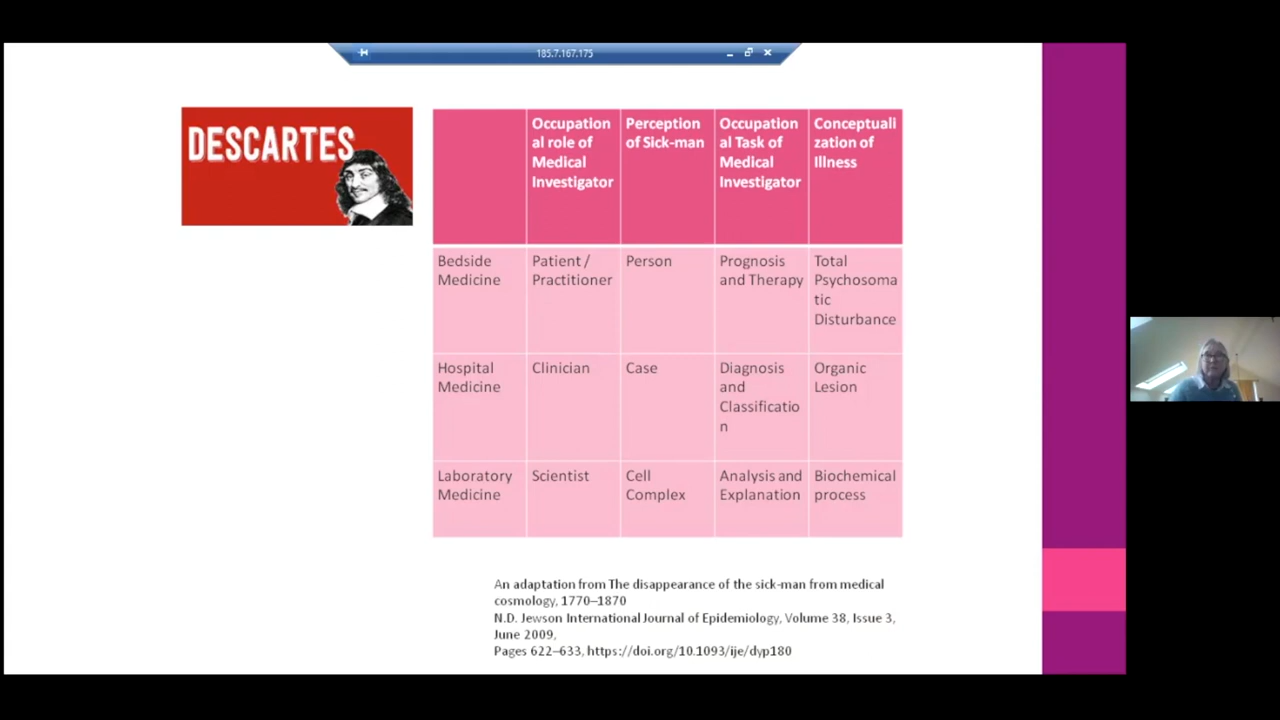 185.7.167.175
DESCARTES
Occupation
al role of
Medical
Investigator
Perception
of Sick-man
Occupation
al Task of
Medical
Investigator
Conceptuali
zation of
Illness
Bedside
Medicine
Patient /
Practitioner
Person
Prognosis
and Therapy
Total
Psychosoma
tic
Disturbance
Hospital
Medicine
Clinician
Case
Diagnosis
and
Classificatio
n
Organic
Lesion
Laboratory
Medicine
Scientist
Cell
Complex
Analysis and
Explanation
Biochemical
process
An adaptation from The disappearance of the sick-man from medical
cosmology, 1770–1870
N.D. Jewson International Journal of Epidemiology, Volume 38, Issue 3,
June 2009,
Pages 622–633, https://doi.org/10.1093/ije/dyp180